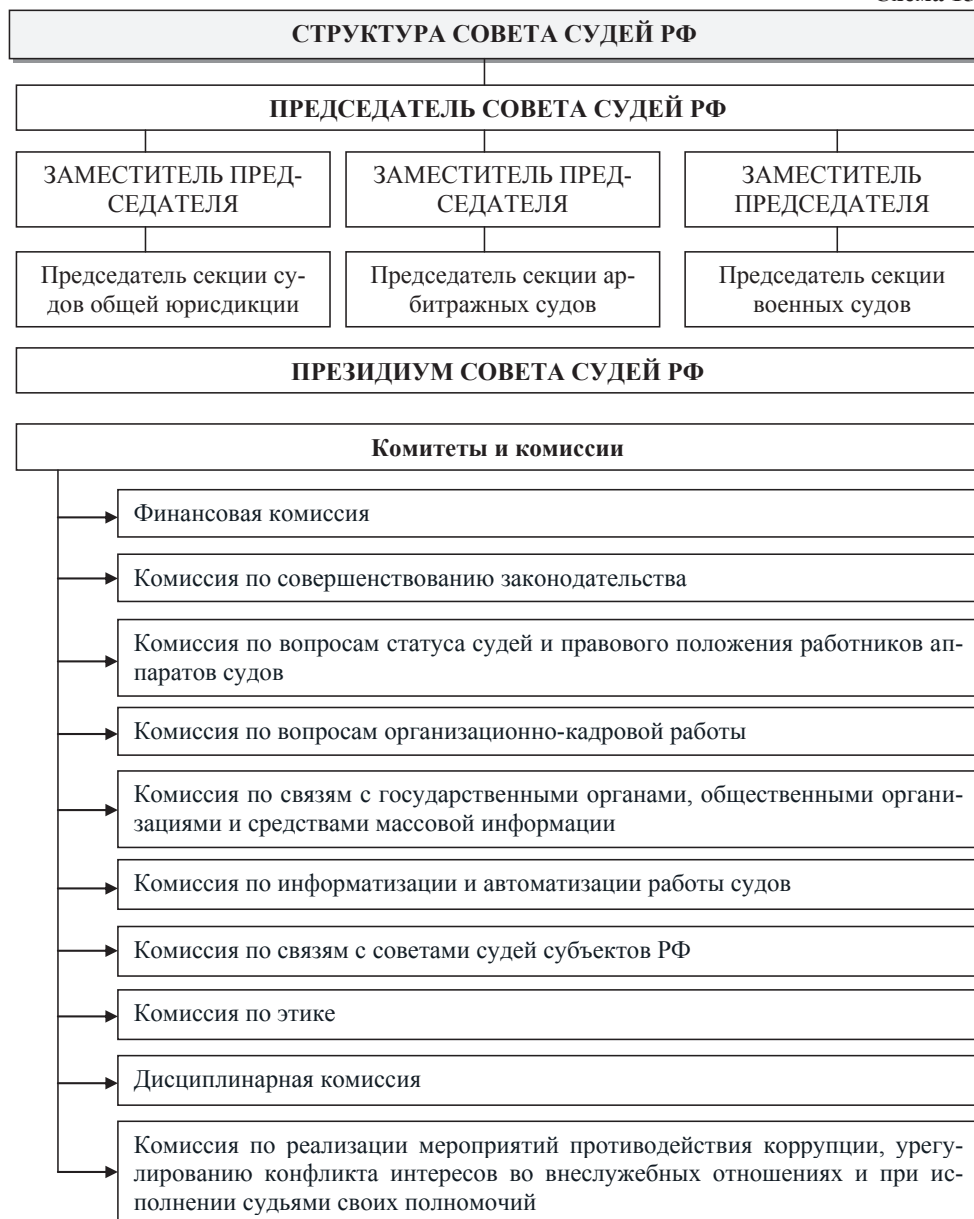 СТРУКТУРА СОВЕТА СУДЕЙ РФ
ПРЕДСЕДАТЕЛЬ СОВЕТА СУДЕЙ РФ
ЗАМЕСТИТЕЛЬ ПРЕД-
СЕДАТЕЛЯ
ЗАМЕСТИТЕЛЬ ПРЕД-
СЕДАТЕЛЯ
ЗАМЕСТИТЕЛЬ
ПРЕДСЕДАТЕЛЯ
Председатель секции су-
дов общей юрисдикции
Председатель секции ар-
битражных судов
Председатель секции
военных судов
ПРЕЗИДИУМ СОВЕТА СУДЕЙ РФ
Комитеты и комиссии
Финансовая комиссия
Комиссия по совершенствованию законодательства
Комиссия по вопросам статуса судей и правового положения работников ап-
паратов судов
Комиссия по вопросам организационно-кадровой работы
Комиссия по связям с государственными органами, общественными органи-
зациями и средствами массовой информации
Комиссия по информатизации и автоматизации работы судов
Комиссия по связям с советами судей субъектов РФ
Комиссия по этике
Дисциплинарная комиссия
Комиссия по реализации мероприятий противодействия коррупции, урегу-
лированию конфликта интересов во внеслужебных отношениях и при ис-
полнении судьями своих полномочий